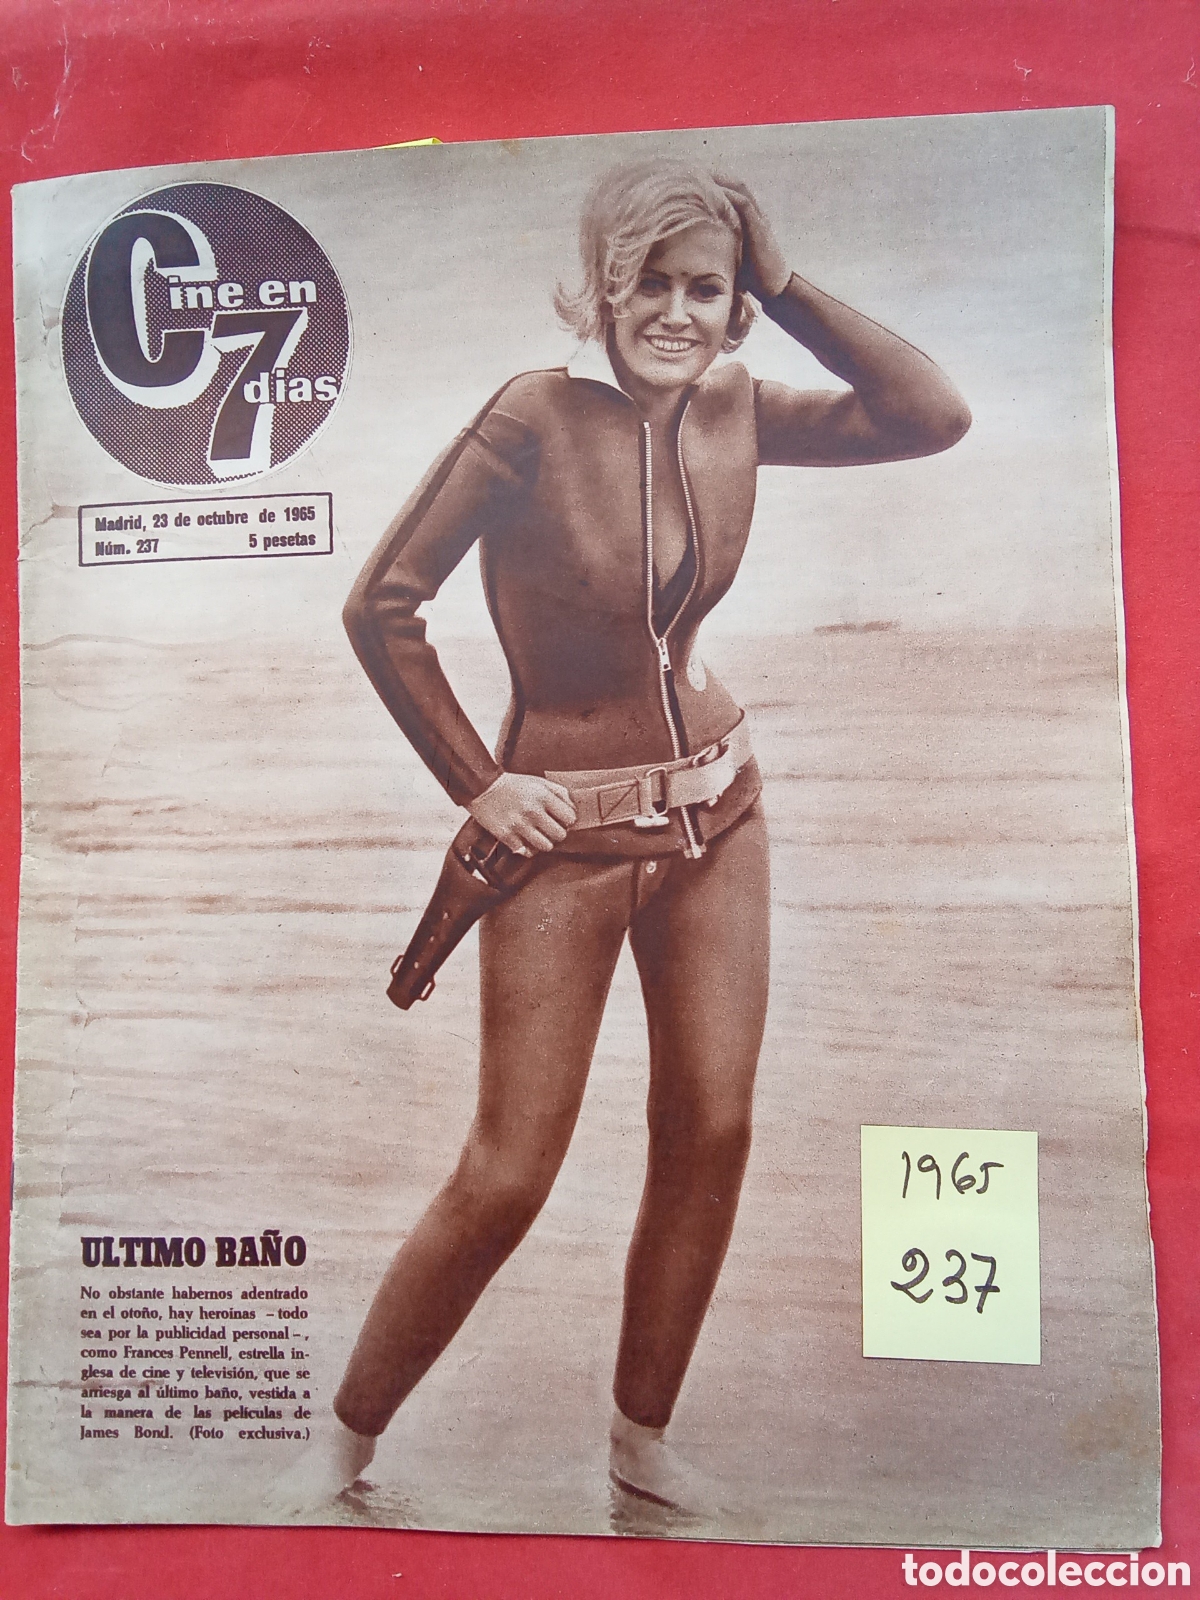 Cine en
7
dias
Madrid, 23 de octubre de 1965
Núm. 237 5 pesetas
ULTIMO BAÑO
No obstante habernos adentrado
en el otoño, hay heroinas - todo
sea por la publicidad personal -,
como Frances Pennell, estrella in-
glesa de cine y televisión, que se
arriesga al último baño, vestida a
la manera de las películas de
James Bond. (Foto exclusiva.)
1965
237
todocoleccion